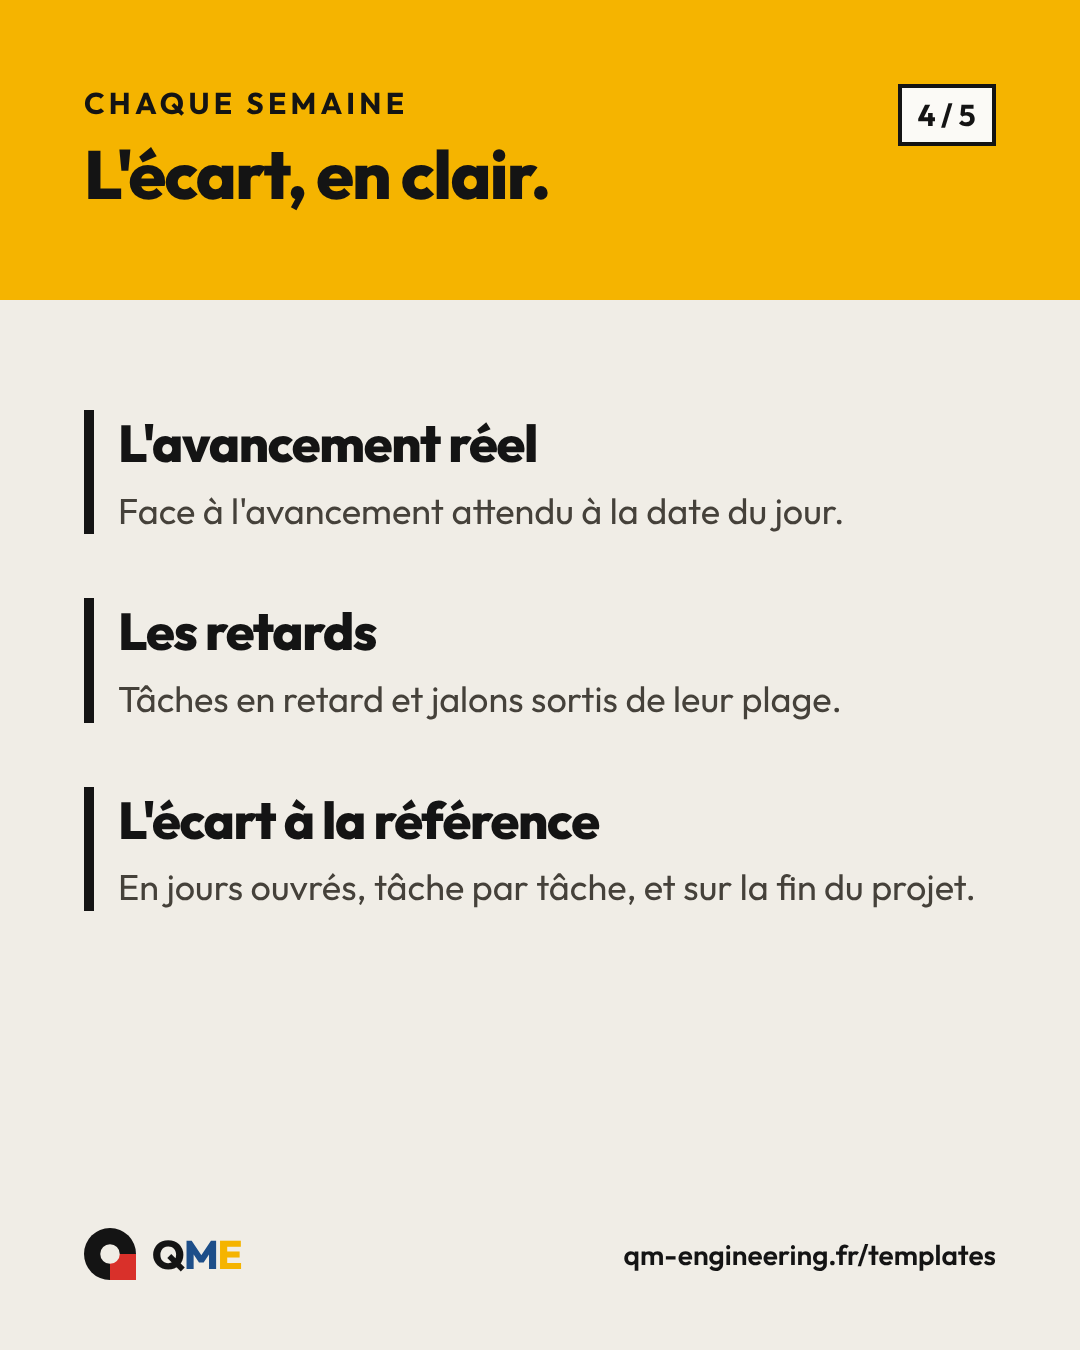 CHAQUE SEMAINE
4 / 5
L'écart, en clair.
L'avancement réel
Face à l'avancement attendu à la date du jour.
Les retards
Tâches en retard et jalons sortis de leur plage.
L'écart à la référence
En jours ouvrés, tâche par tâche, et sur la fin du projet.
QME
qm-engineering.fr/templates